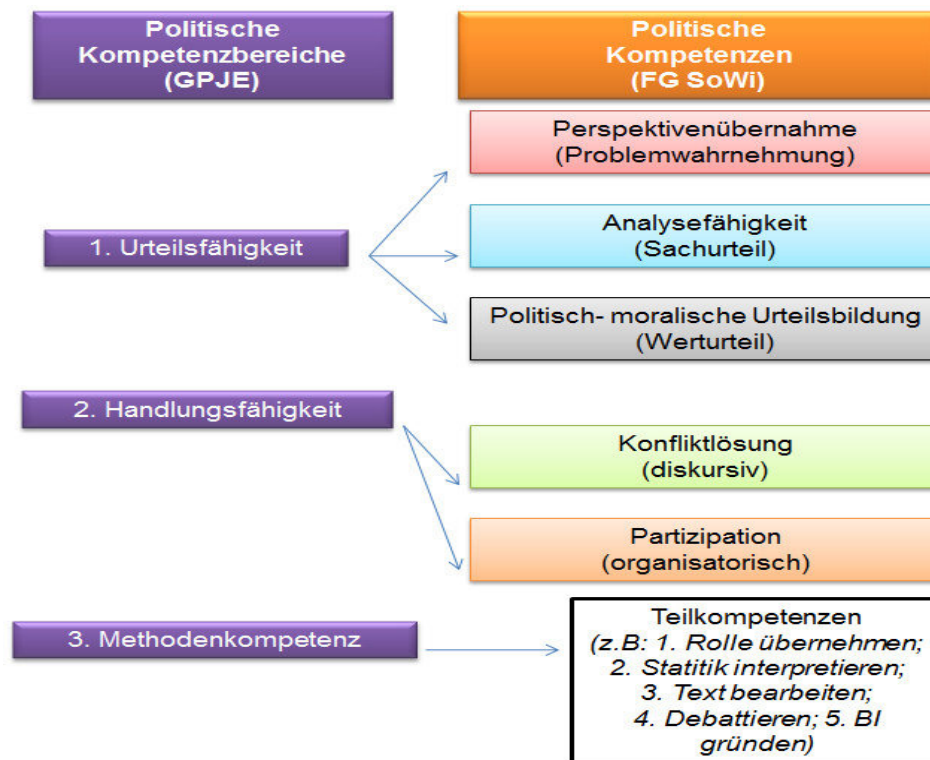 Politische
Kompetenzbereiche
(GPJE)
Politische
Kompetenzen
(FG SoWi)
Perspektivenübernahme
(Problemwahrnehmung)
1. Urteilsfähigkeit
Analysefähigkeit
(Sachurteil)
Politisch- moralische Urteilsbildung
(Werturteil)
2. Handlungsfähigkeit
Konfliktlösung
(diskursiv)
Partizipation
(organisatorisch)
3. Methodenkompetenz
Teilkompetenzen
(z.B: 1. Rolle übernehmen;
2. Statitik interpretieren;
3. Text bearbeiten;
4. Debattieren; 5. BI
gründen)